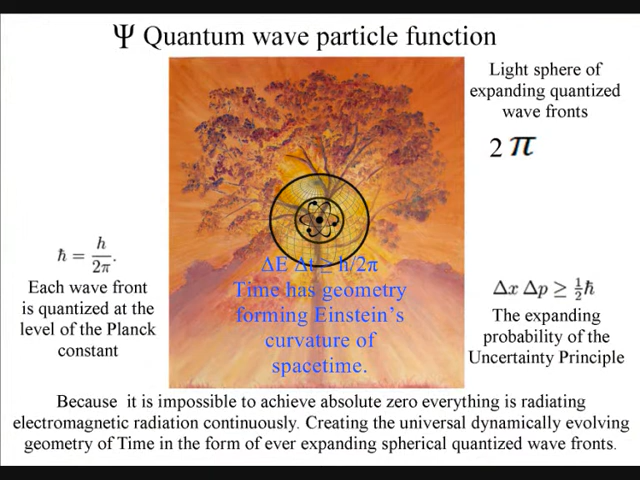 Ψ Quantum wave particle function
Light sphere of
expanding quantized
wave fronts
2 π
ħ = h/2π.
Each wave front
is quantized at the
level of the Planck
constant
ΔE Δt ≥ h/2π
Time has geometry
forming Einstein's
curvature of
spacetime.
Δx Δp ≥ ½ħ
The expanding
probability of the
Uncertainty Principle
Because it is impossible to achieve absolute zero everything is radiating
electromagnetic radiation continuously. Creating the universal dynamically evolving
geometry of Time in the form of ever expanding spherical quantized wave fronts.